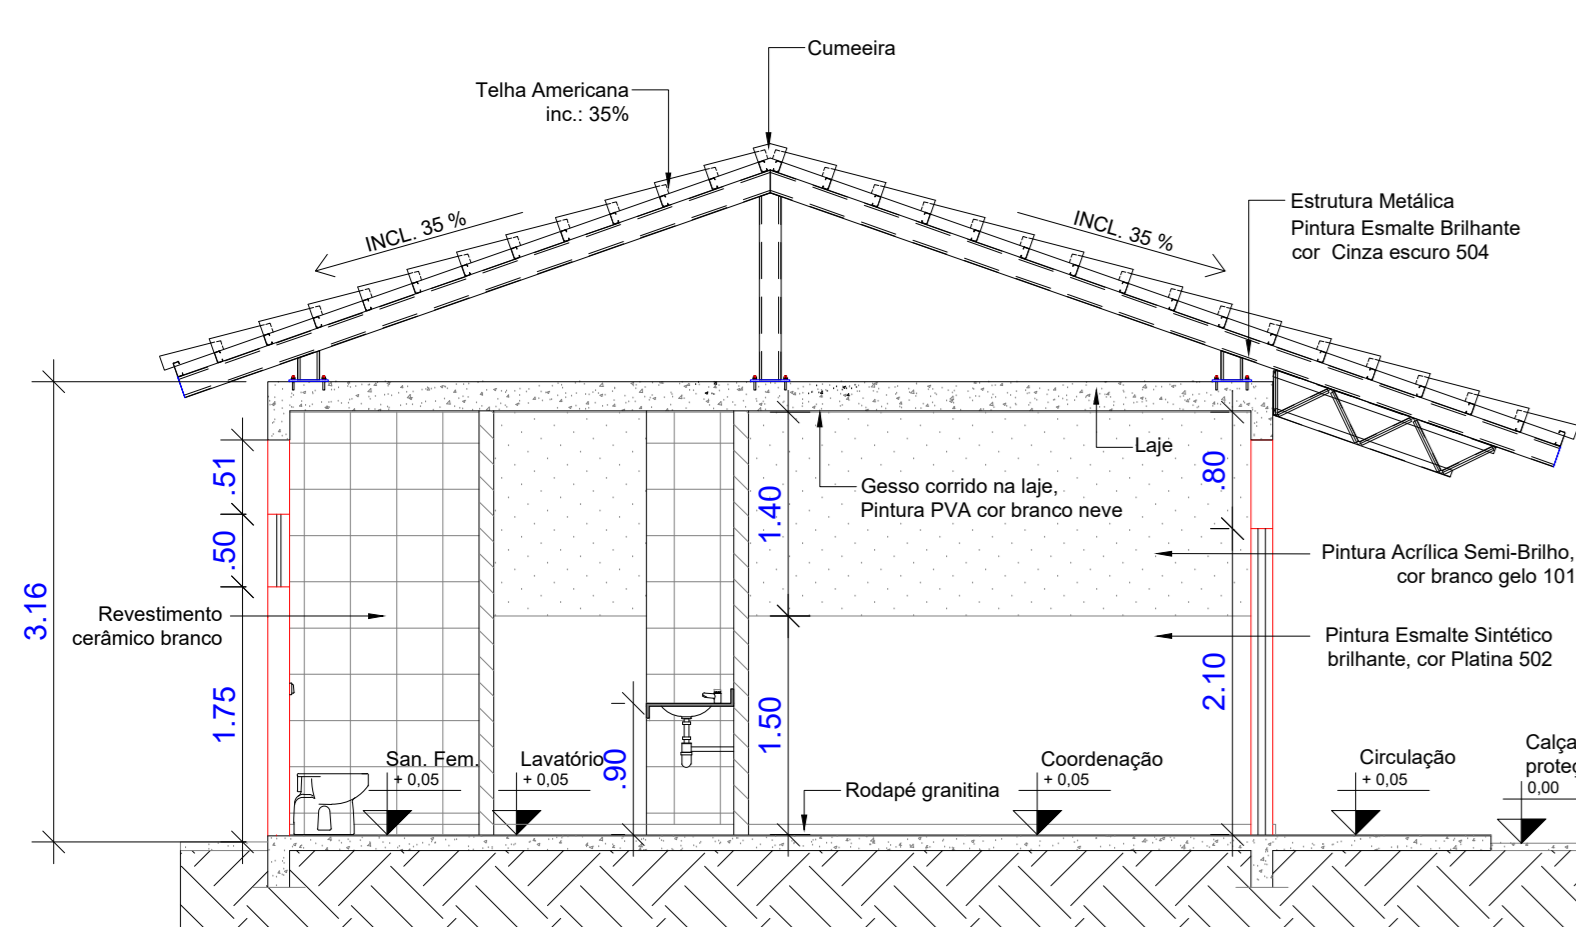 Cumeeira
Telha Americana
inc.: 35%
INCL. 35 %
INCL. 35 %
Estrutura Metálica
Pintura Esmalte Brilhante
cor Cinza escuro 504
Laje
Gesso corrido na laje,
Pintura PVA cor branco neve
.51
.50
1.75
3.16
1.40
1.50
.80
2.10
.90
Pintura Acrílica Semi-Brilho,
cor branco gelo 101
Revestimento
cerâmico branco
Pintura Esmalte Sintético
brilhante, cor Platina 502
San. Fem.
+ 0,05
Lavatório
+ 0,05
Rodapé granitina
Coordenação
+ 0,05
Circulação
+ 0,05
Calça
proteç
0,00